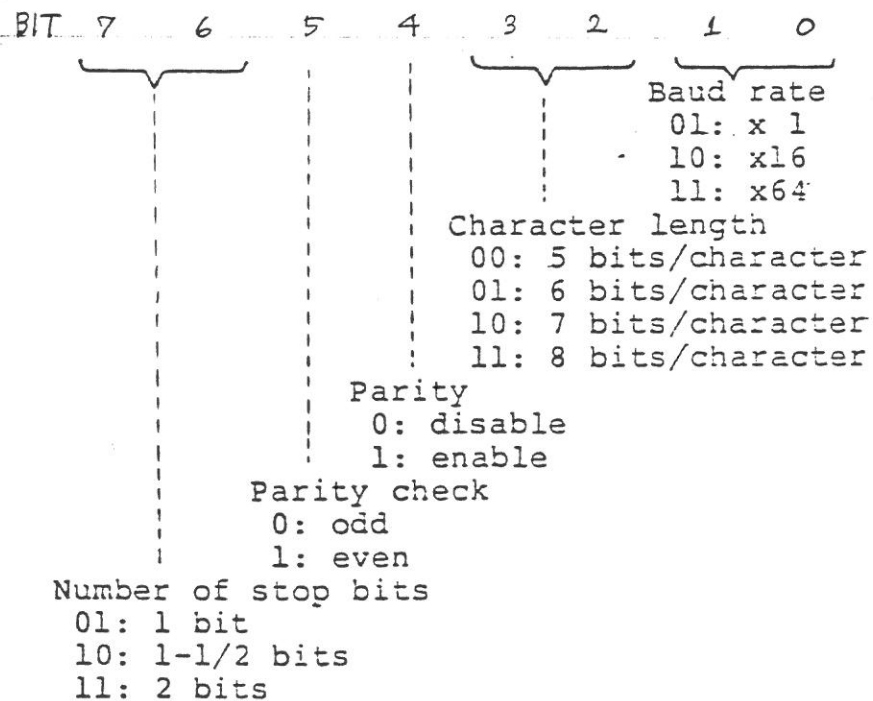 BIT 7 6 5 4 3 2 1 0
Baud rate
01: x 1
10: x16
11: x64
Character length
00: 5 bits/character
01: 6 bits/character
10: 7 bits/character
11: 8 bits/character
Parity
0: disable
1: enable
Parity check
0: odd
1: even
Number of stop bits
01: 1 bit
10: 1-1/2 bits
11: 2 bits